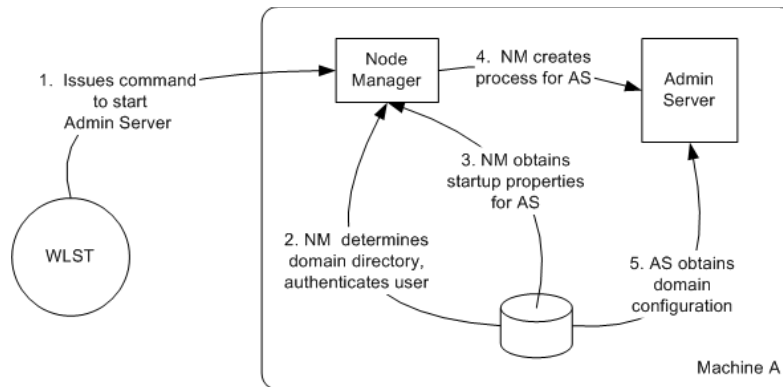 1. Issues command
to start
Admin Server
Node
Manager
4. NM creates
process for AS
Admin
Server
3. NM obtains
startup properties
for AS
WLST
2. NM determines
domain directory,
authenticates user
5. AS obtains
domain
configuration
Machine A